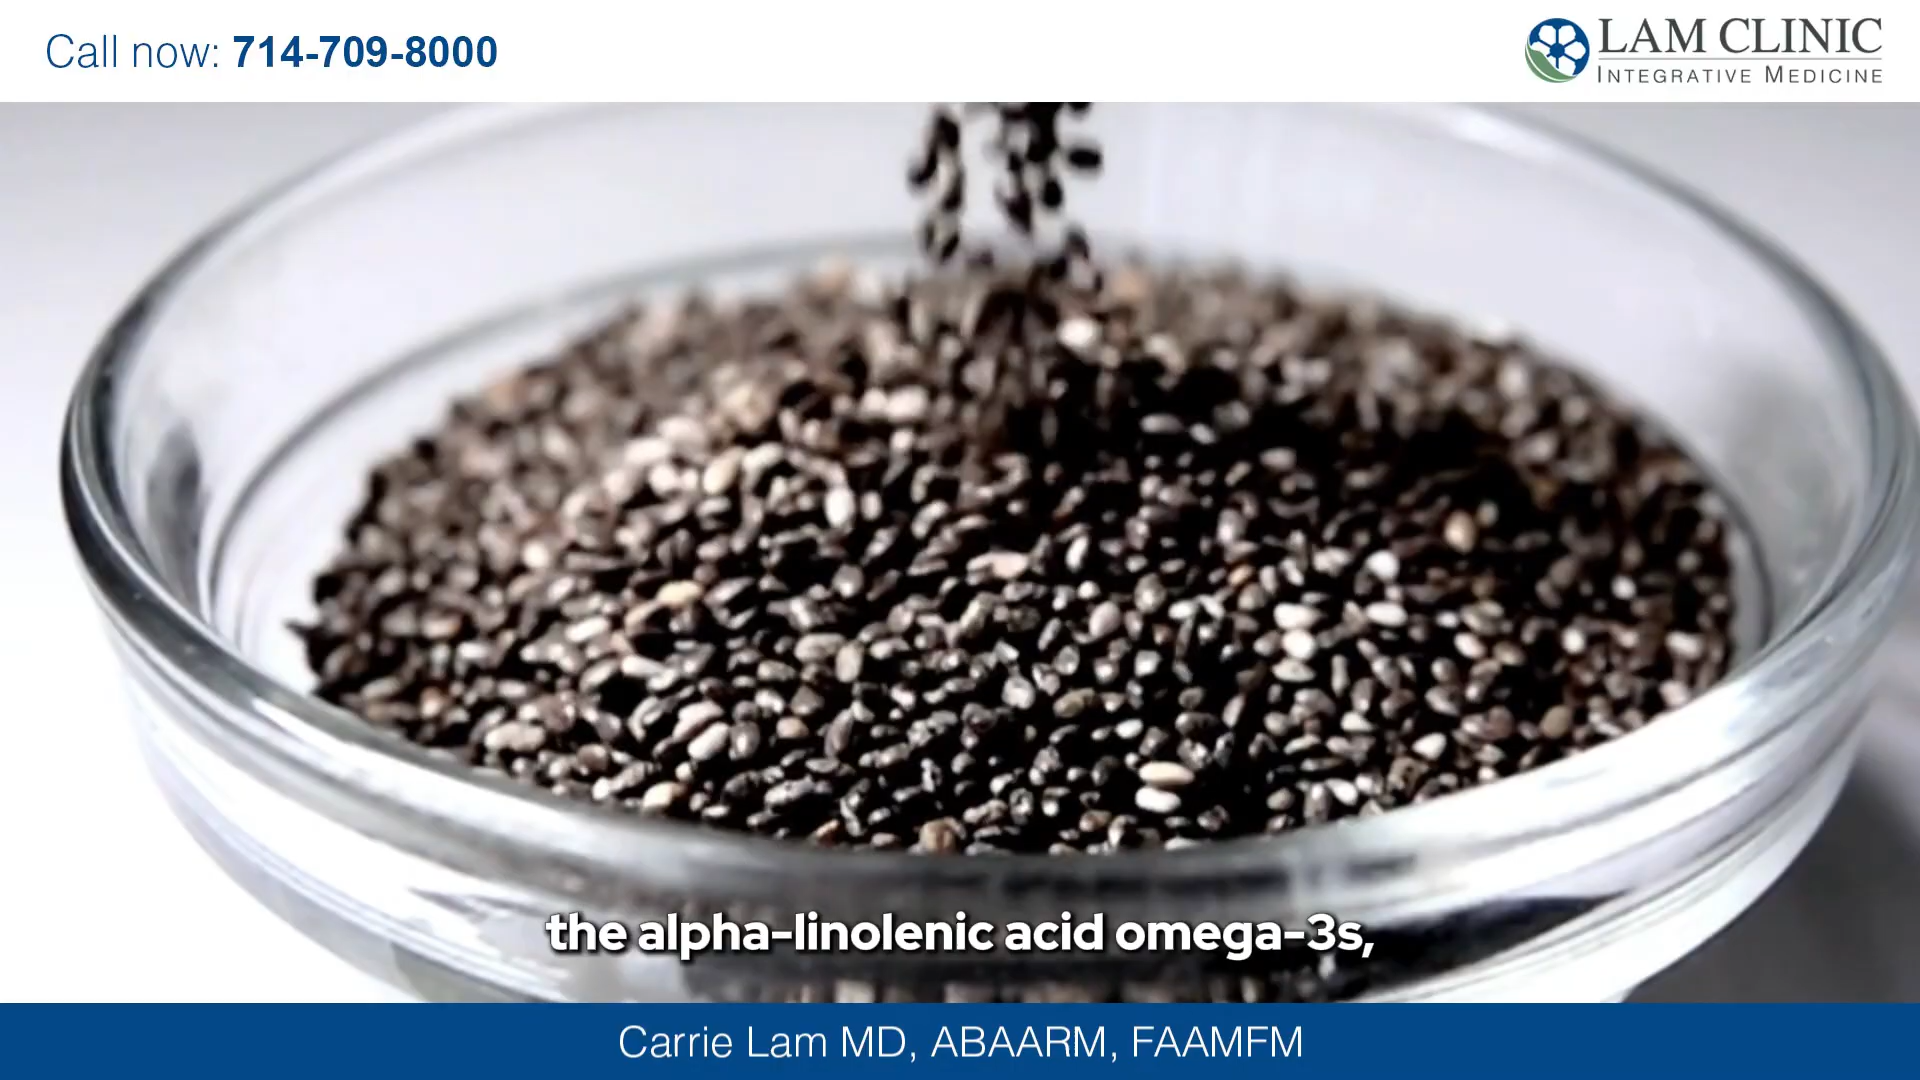 Call now: 714-709-8000
LAM CLINIC
INTEGRATIVE MEDICINE
the alpha-linolenic acid omega-3s,
Carrie Lam MD, ABAARM, FAAMFM